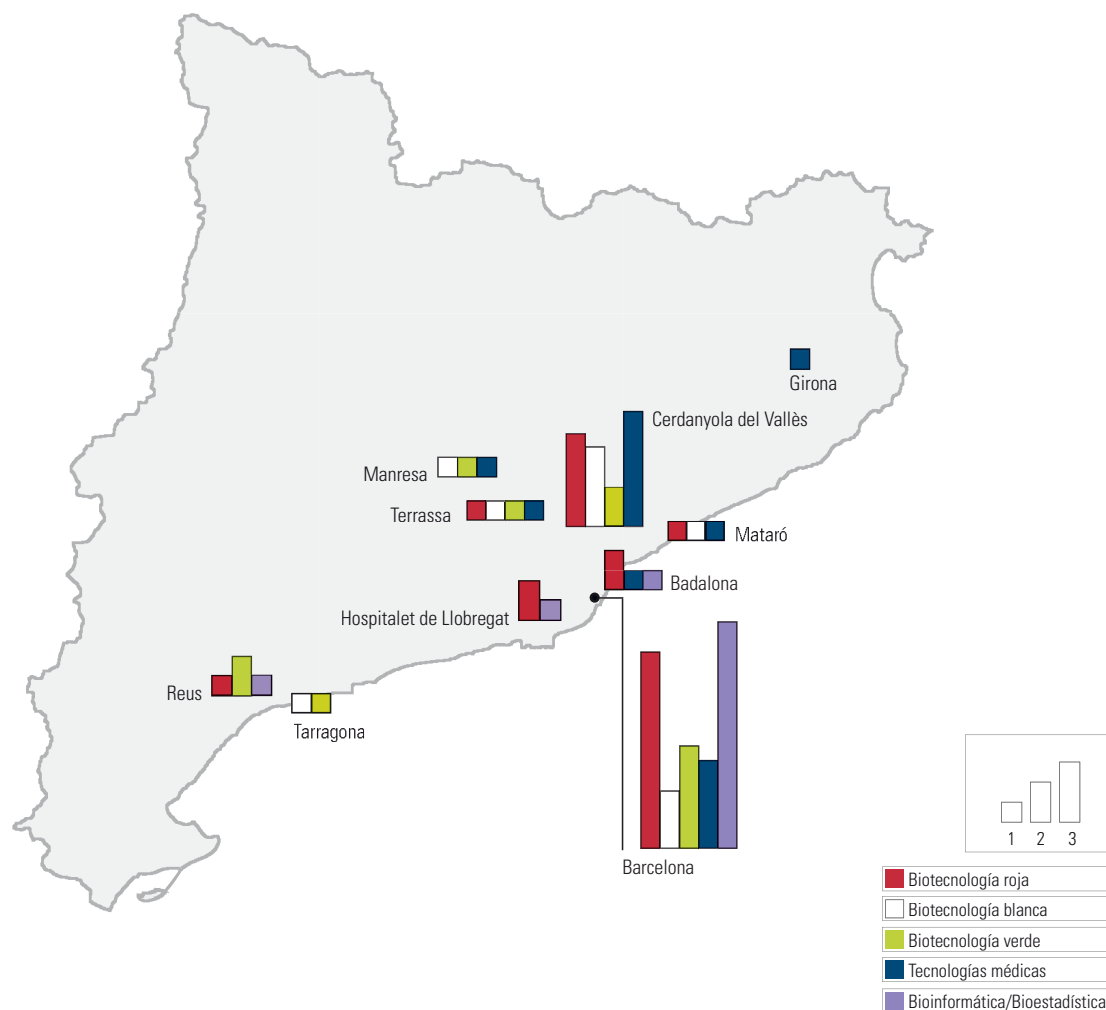 Girona
Cerdanyola del Vallès
Manresa
Terrassa
Mataró
Badalona
Hospitalet de Llobregat
Reus
Tarragona
Barcelona
1 2 3
Biotecnología roja
Biotecnología blanca
Biotecnología verde
Tecnologías médicas
Bioinformática/Bioestadística